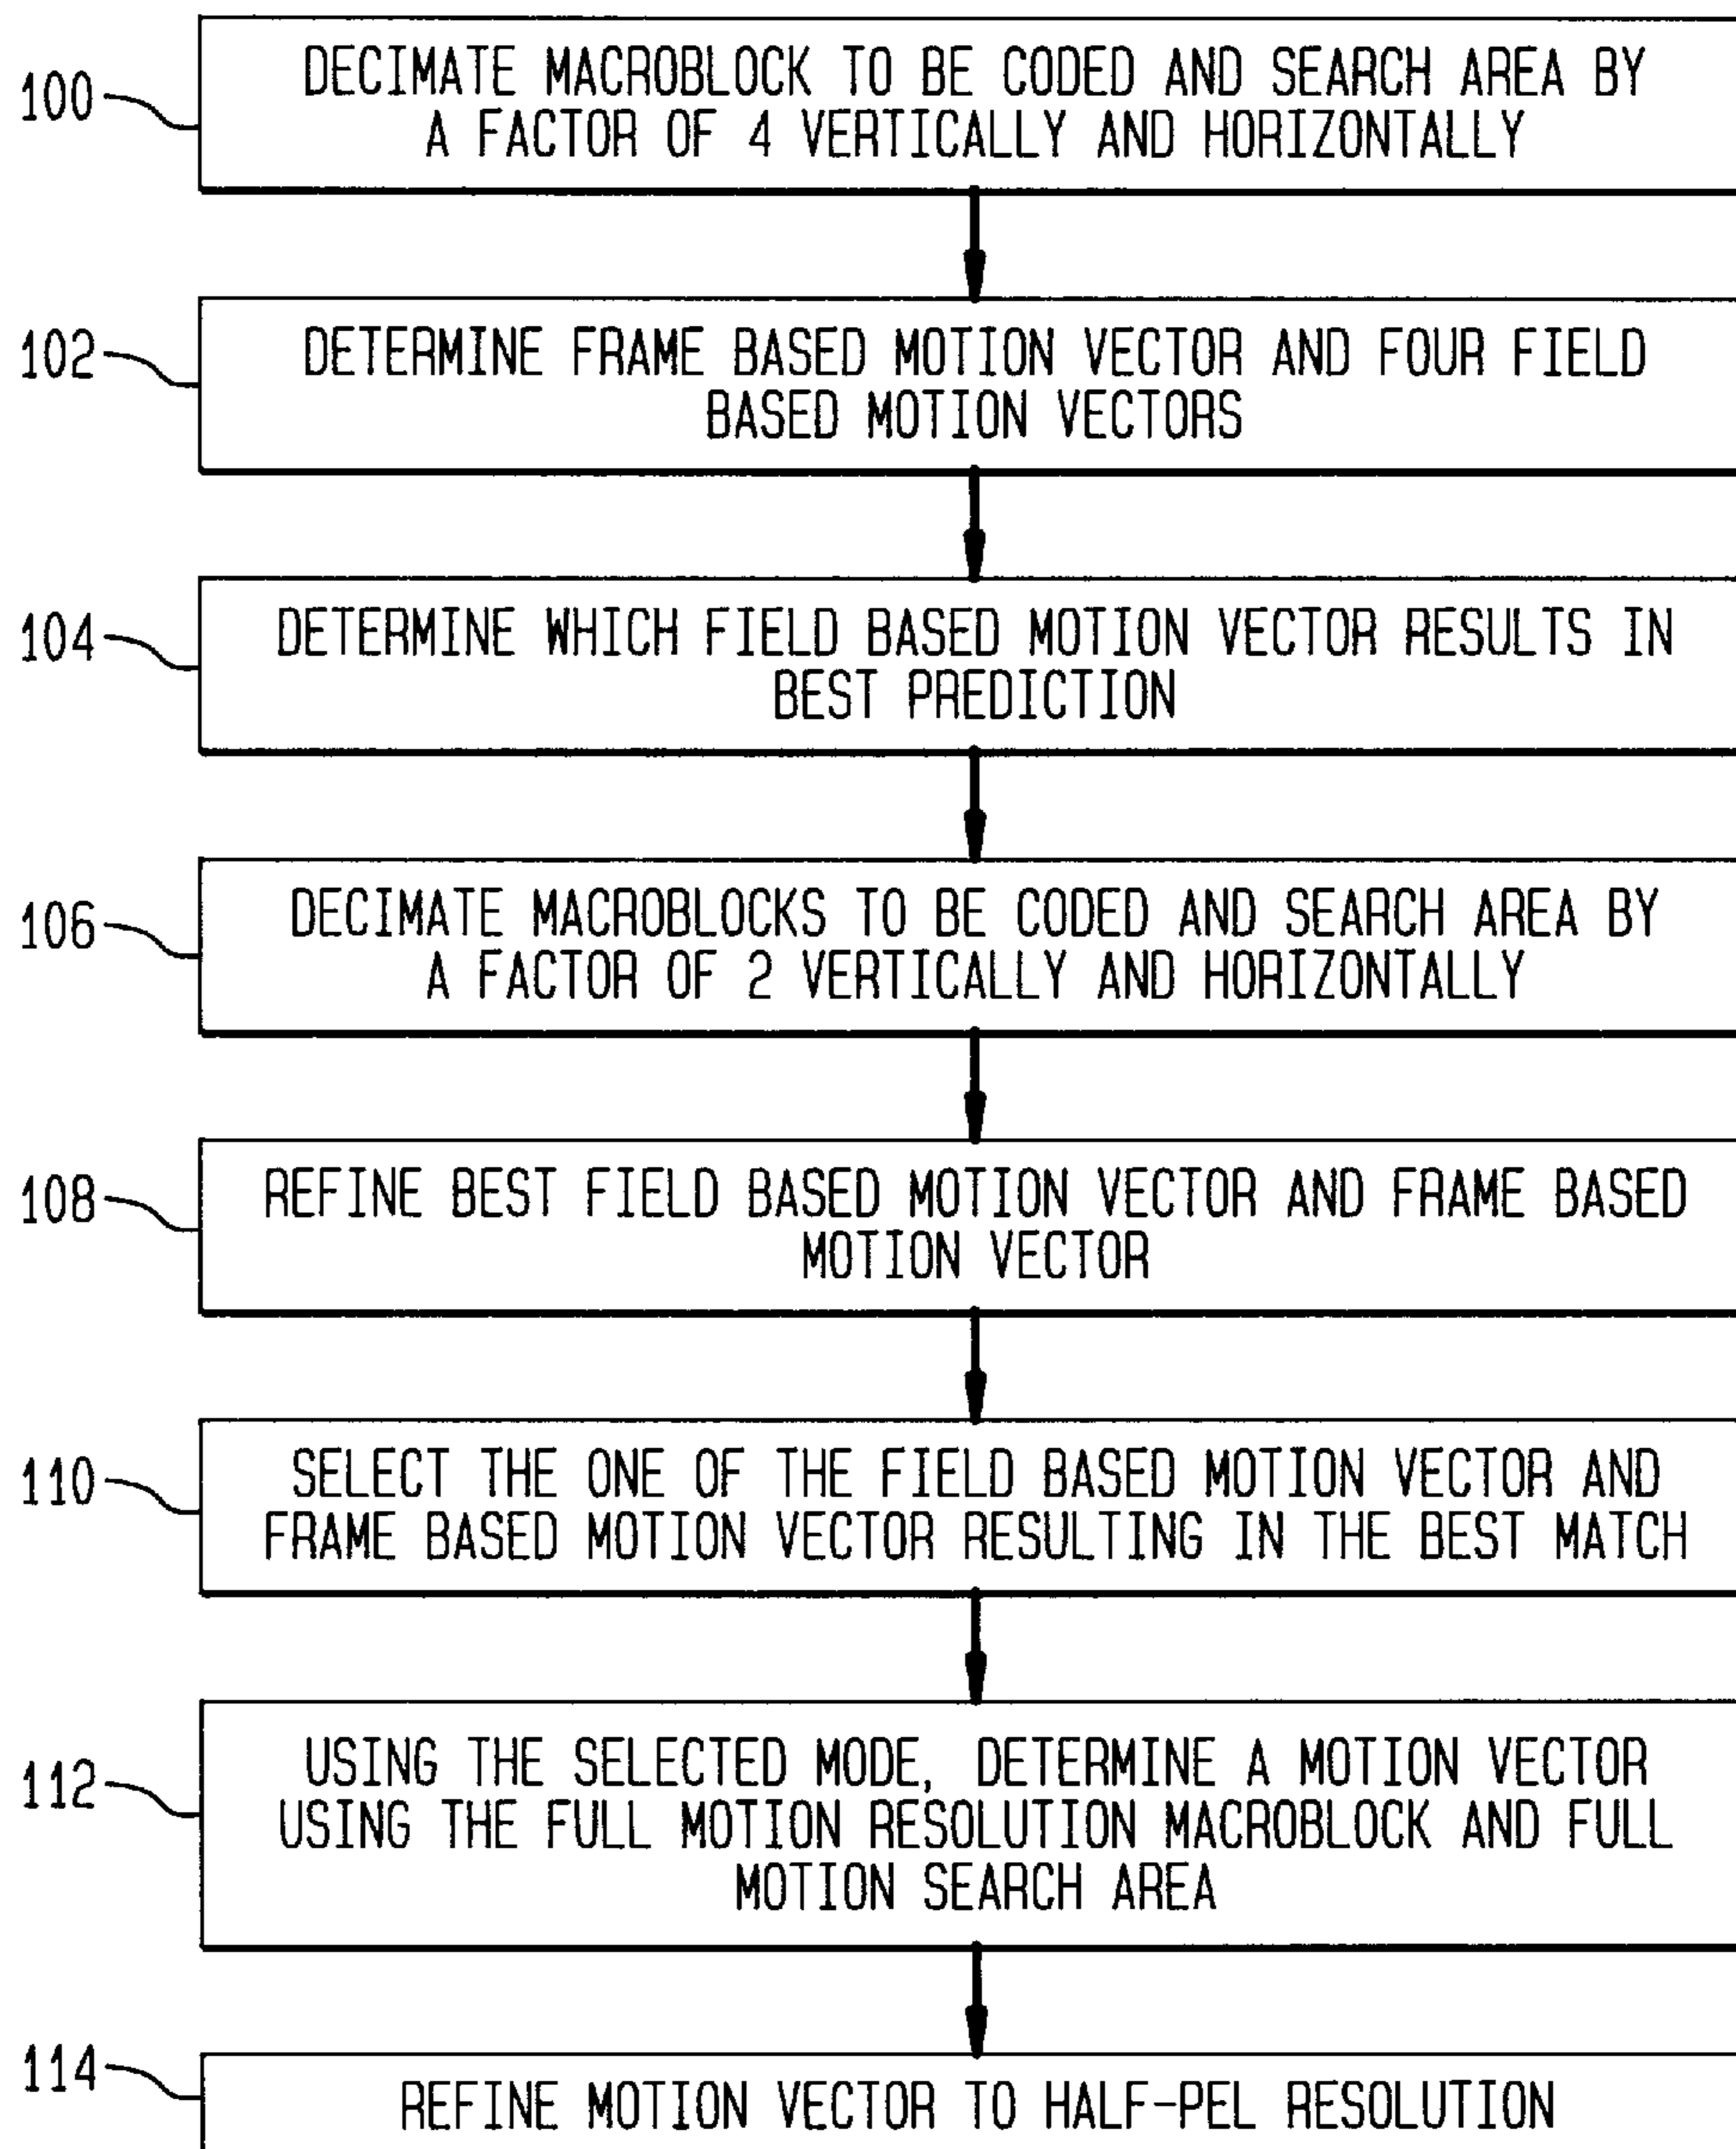 100
DECIMATE MACROBLOCK TO BE CODED AND SEARCH AREA BY
A FACTOR OF 4 VERTICALLY AND HORIZONTALLY
102
DETERMINE FRAME BASED MOTION VECTOR AND FOUR FIELD
BASED MOTION VECTORS
104
DETERMINE WHICH FIELD BASED MOTION VECTOR RESULTS IN
BEST PREDICTION
106
DECIMATE MACROBLOCKS TO BE CODED AND SEARCH AREA BY
A FACTOR OF 2 VERTICALLY AND HORIZONTALLY
108
REFINE BEST FIELD BASED MOTION VECTOR AND FRAME BASED
MOTION VECTOR
110
SELECT THE ONE OF THE FIELD BASED MOTION VECTOR AND
FRAME BASED MOTION VECTOR RESULTING IN THE BEST MATCH
112
USING THE SELECTED MODE, DETERMINE A MOTION VECTOR
USING THE FULL MOTION RESOLUTION MACROBLOCK AND FULL
MOTION SEARCH AREA
114
REFINE MOTION VECTOR TO HALF-PEL RESOLUTION